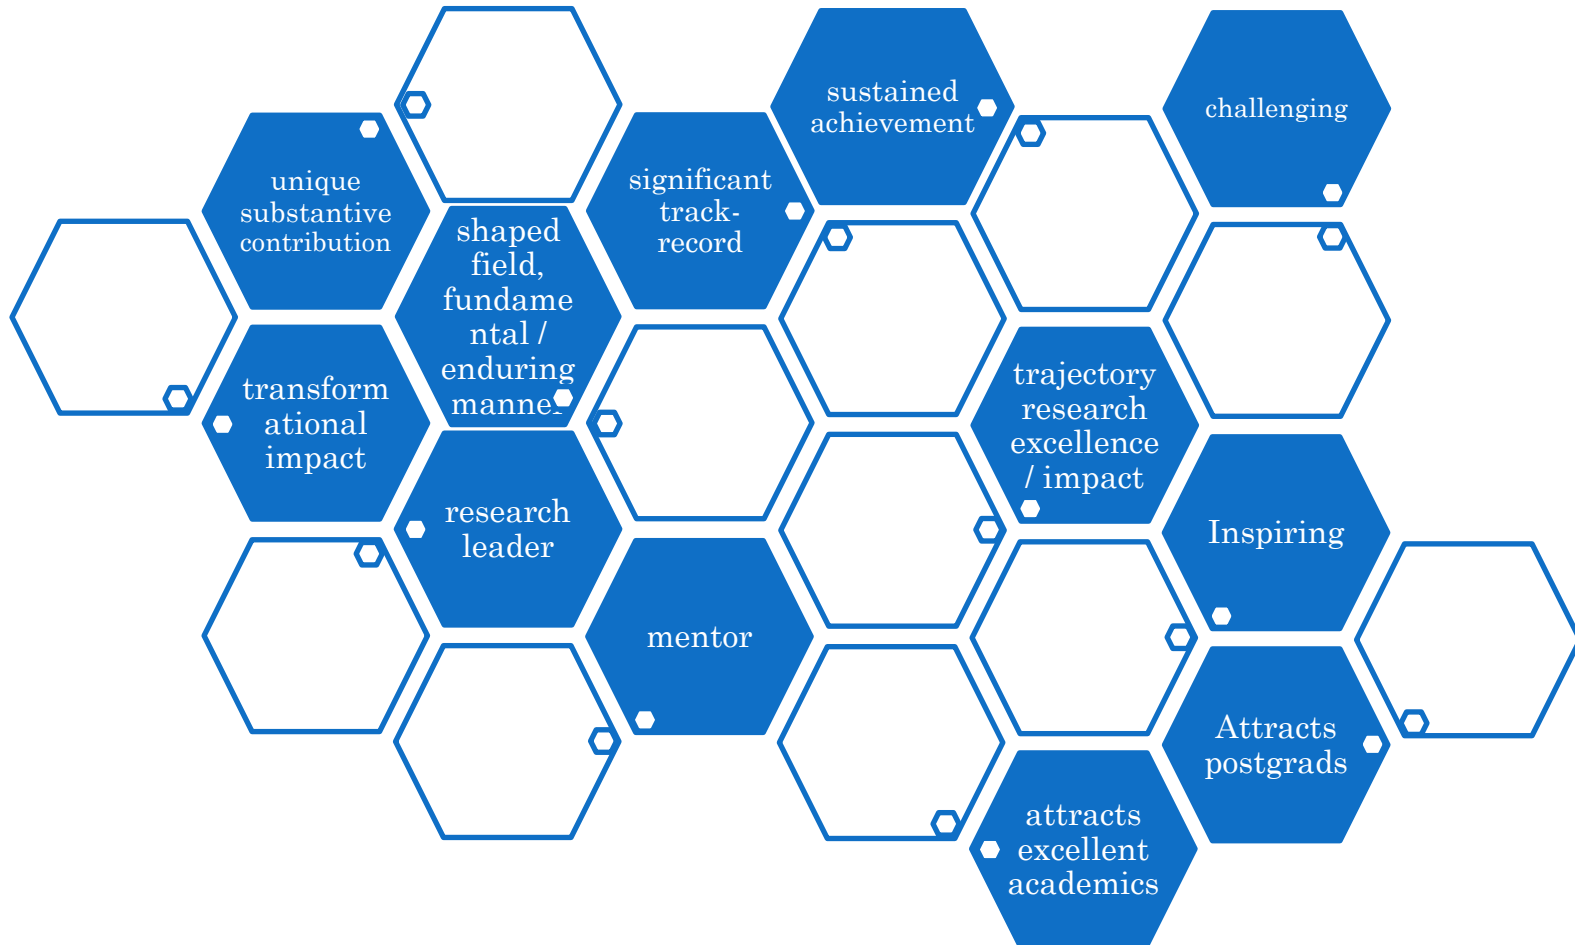 unique
substantive
contribution
shaped
field,
fundame
ntal /
enduring
manner
significant
track-
record
sustained
achievement
challenging
transform
ational
impact
research
leader
mentor
trajectory
research
excellence
/ impact
Inspiring
Attracts
postgrads
attracts
excellent
academics